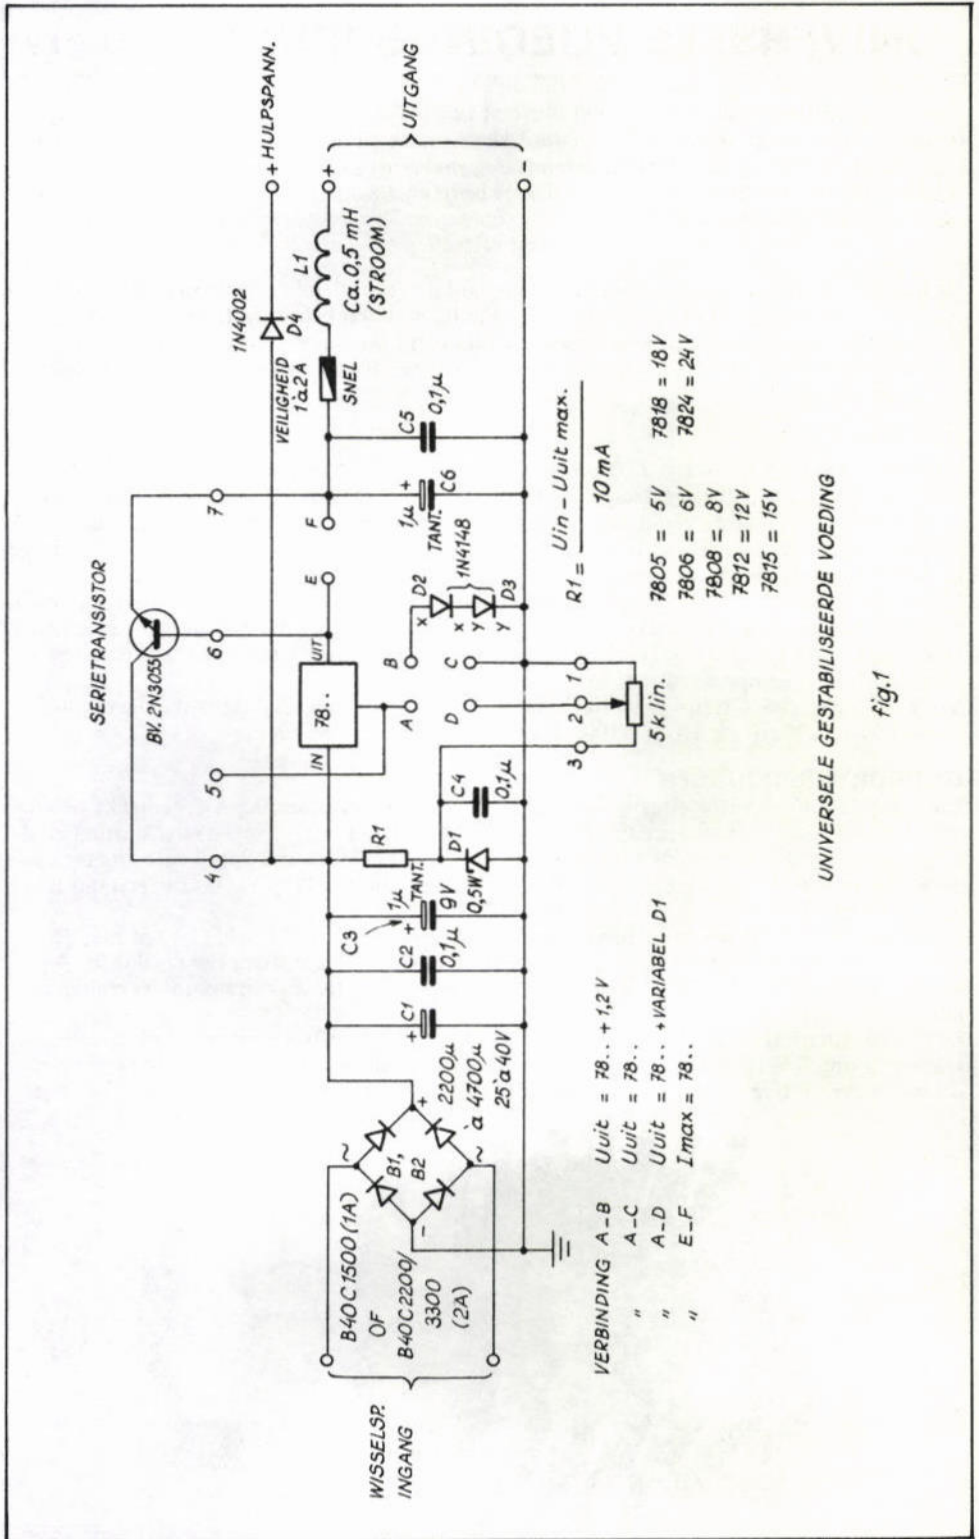 SERIETRANSISTOR
BV. 2N3055
4
5
6
7
1N4002
D4
+ HULPSPANN.
VEILIGHEID
1 à 2A
SNEL
L1
Ca. 0,5 mH
(STROOM)
+
-
UITGANG
WISSELSP.
INGANG
B40C1500 (1A)
OF
B40C2200/
3300
(2A)
~
B1,
B2
+
-
~
+
C1
2200µ
à 4700µ
25 à 40V
C2
0,1µ
C3
+
1µ
TANT.
R1
9V
0,5W
D1
C4
0,1µ
IN
78..
UIT
E
F
A
B
D
C
x
D2
x
1N4148
y
D3
y
1µ
+
TANT.
C6
C5
0,1µ
3
2
1
5k lin.
R1 = Uin - Uuit max.
10 mA
VERBINDING A-B Uuit = 78.. + 1,2V
" A-C Uuit = 78..
" A-D Uuit = 78.. + VARIABEL D1
" E-F Imax = 78..
7805 = 5V 7818 = 18V
7806 = 6V 7824 = 24V
7808 = 8V
7812 = 12V
7815 = 15V
UNIVERSELE GESTABILISEERDE VOEDING
fig.1